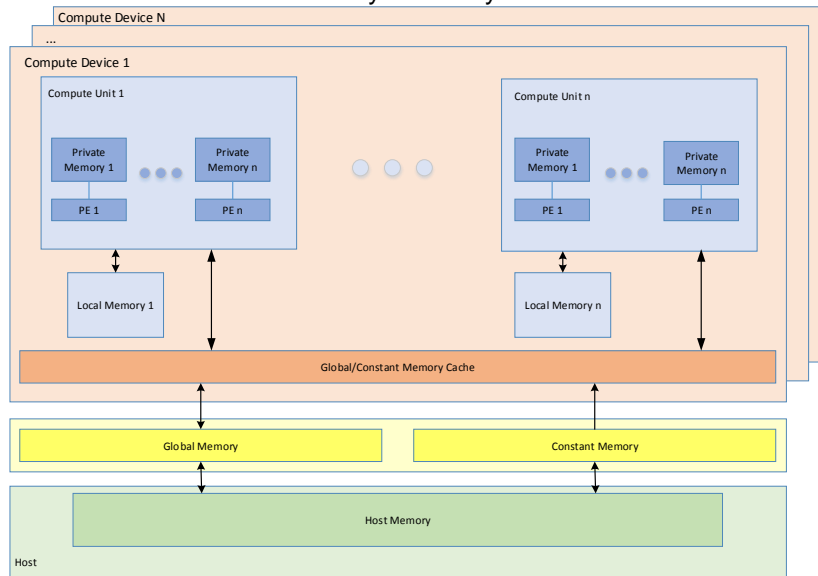 Compute Device N
...
Compute Device 1
Compute Unit 1
Compute Unit n
Private
Memory 1
Private
Memory n
Private
Memory 1
Private
Memory n
PE 1
PE n
PE 1
PE n
Local Memory 1
Local Memory n
Global/Constant Memory Cache
Global Memory
Constant Memory
Host Memory
Host